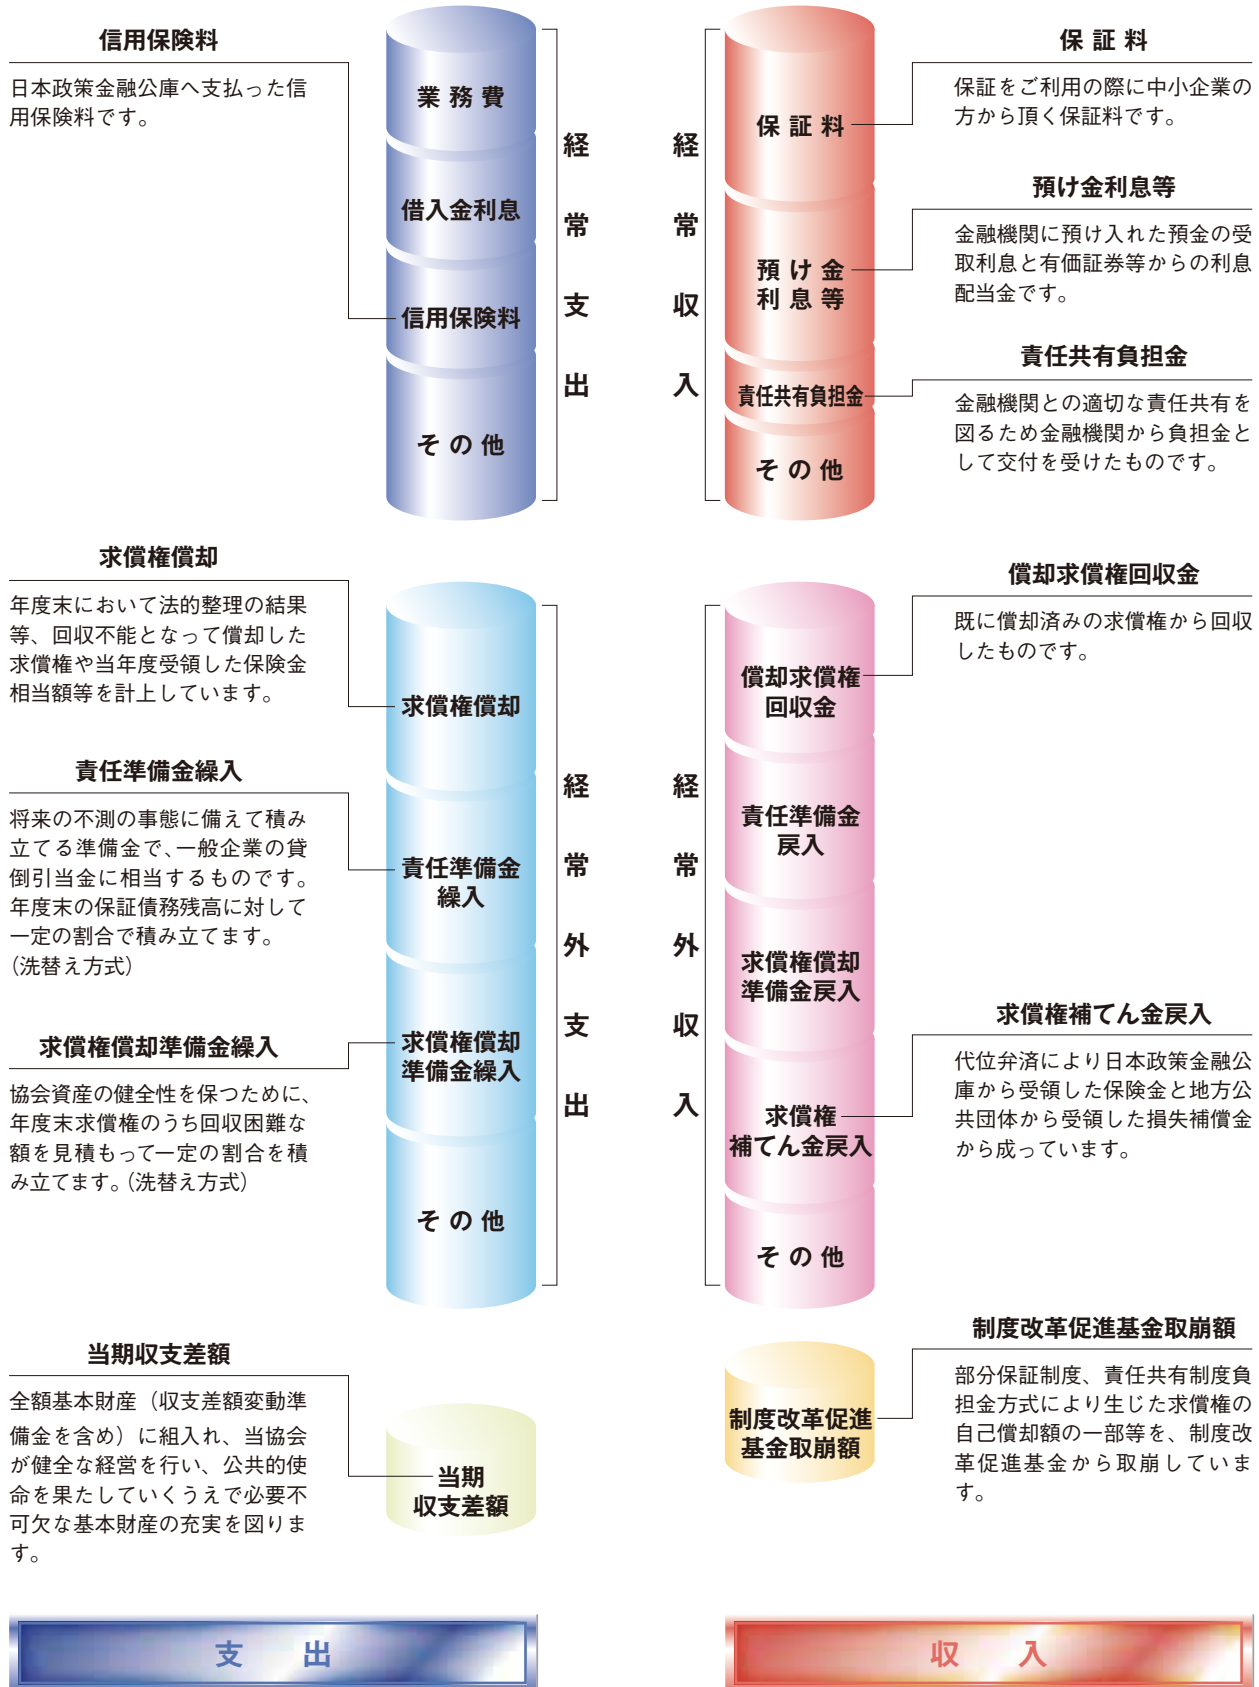 信用保険料
日本政策金融公庫へ支払った信
用保険料です。
業務費
借入金利息
信用保険料
その他
経常支出
経常収入
保証料
預け金
利息等
責任共有負担金
その他
保証料
保証をご利用の際に中小企業の
方から頂く保証料です。
預け金利息等
金融機関に預け入れた預金の受
取利息と有価証券等からの利息
配当金です。
責任共有負担金
金融機関との適切な責任共有を
図るため金融機関から負担金と
して交付を受けたものです。
求償権償却
年度末において法的整理の結果
等、回収不能となって償却した
求償権や当年度受領した保険金
相当額等を計上しています。
責任準備金繰入
将来の不測の事態に備えて積み
立てる準備金で、一般企業の貸
倒引当金に相当するものです。
年度末の保証債務残高に対して
一定の割合で積み立てます。
(洗替え方式)
求償権償却準備金繰入
協会資産の健全性を保つために、
年度末求償権のうち回収困難な
額を見積もって一定の割合を積
み立てます。(洗替え方式)
求償権償却
責任準備金
繰入
求償権償却
準備金繰入
その他
経常外支出
経常外収入
償却求償権
回収金
責任準備金
戻入
求償権償却
準備金戻入
求償権
補てん金戻入
その他
償却求償権回収金
既に償却済みの求償権から回収
したものです。
求償権補てん金戻入
代位弁済により日本政策金融公
庫から受領した保険金と地方公
共団体から受領した損失補償金
から成っています。
当期収支差額
全額基本財産（収支差額変動準
備金を含め）に組入れ、当協会
が健全な経営を行い、公共的使
命を果たしていくうえで必要不
可欠な基本財産の充実を図りま
す。
当期
収支差額
制度改革促進
基金取崩額
制度改革促進基金取崩額
部分保証制度、責任共有制度負
担金方式により生じた求償権の
自己償却額の一部等を、制度改
革促進基金から取崩していま
す。
支出
収入